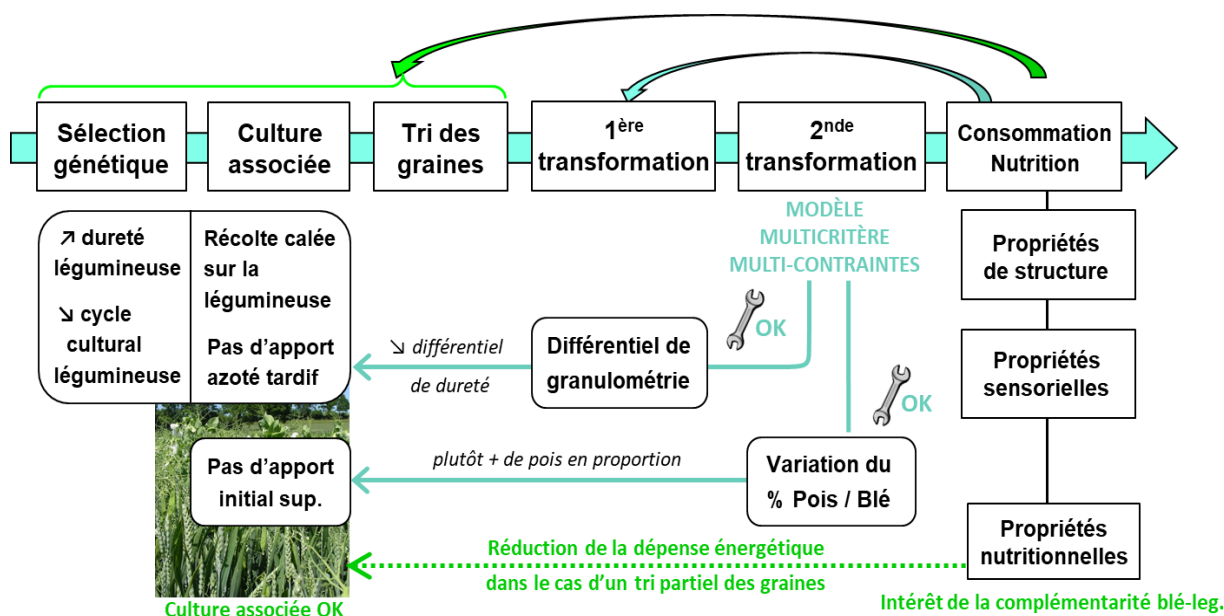 Sélection
génétique
Culture
associée
Tri des
graines
1ère
transformation
2nde
transformation
Consommation
Nutrition
↗ dureté
légumineuse
↘ cycle
cultural
légumineuse
Récolte calée
sur la
légumineuse
Pas d’apport
azoté tardif
MODÈLE
MULTICRITÈRE
MULTI-CONTRAINTES
Propriétés
de structure
OK
↘ différentiel
de dureté
Différentiel de
granulométrie
Propriétés
sensorielles
OK
Pas d’apport
initial sup.
plutôt + de pois en proportion
Variation du
% Pois / Blé
Propriétés
nutritionnelles
Réduction de la dépense énergétique
dans le cas d’un tri partiel des graines
Culture associée OK
Intérêt de la complémentarité blé-leg.